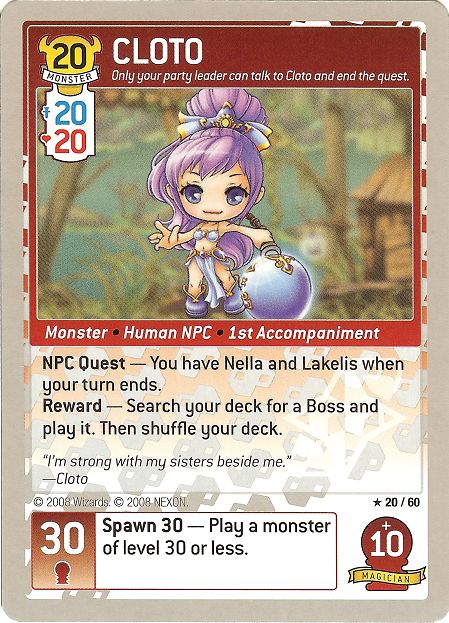 20
MONSTER
CLOTO
Only your party leader can talk to Cloto and end the quest.
20
20
Monster • Human NPC • 1st Accompaniment
NPC Quest — You have Nella and Lakelis when
your turn ends.
Reward — Search your deck for a Boss and
play it. Then shuffle your deck.
"I'm strong with my sisters beside me."
—Cloto
© 2008 Wizards. © 2008 NEXON.
★ 20 / 60
30
Spawn 30 — Play a monster
of level 30 or less.
+
10
MAGICIAN